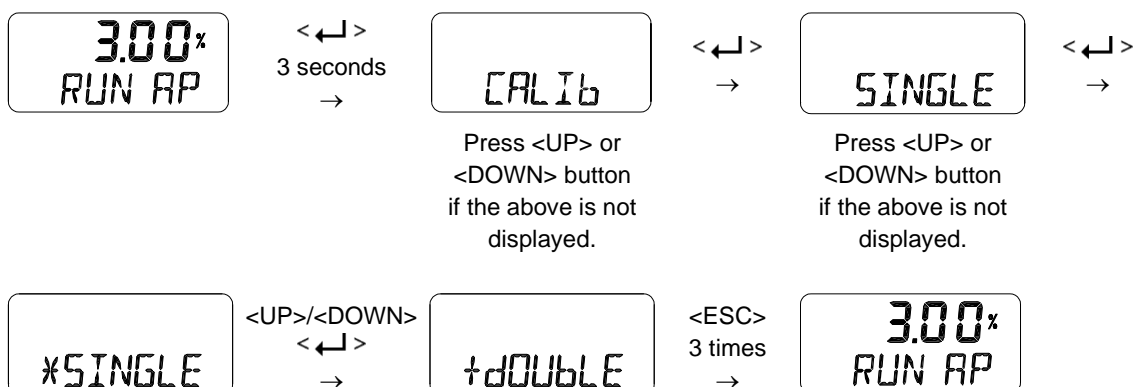 3.00%
RUN AP
<↵>
3 seconds
→
CALIb
<↵>
→
SINGLE
<↵>
→
Press <UP> or
<DOWN> button
if the above is not
displayed.
Press <UP> or
<DOWN> button
if the above is not
displayed.
*SINGLE
<UP>/<DOWN>
<↵>
→
+dOUbLE
<ESC>
3 times
→
3.00%
RUN AP